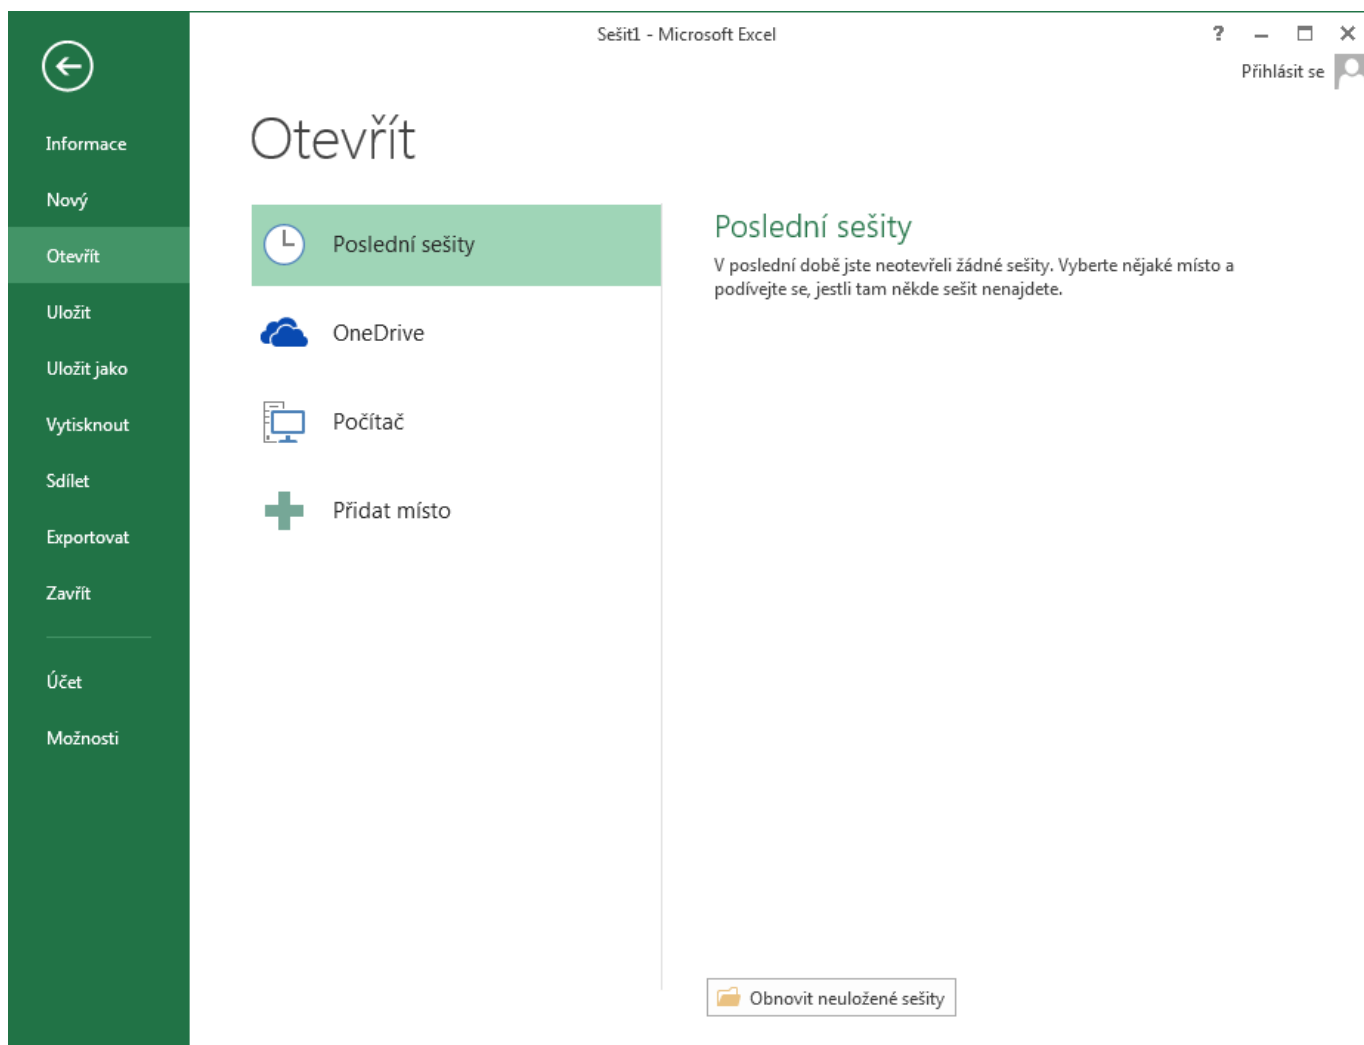 Sešit1 - Microsoft Excel
?
Přihlásit se
Informace
Nový
Otevřít
Uložit
Uložit jako
Vytisknout
Sdílet
Exportovat
Zavřít
Účet
Možnosti
Otevřít
Poslední sešity
OneDrive
Počítač
Přidat místo
Poslední sešity
V poslední době jste neotevřeli žádné sešity. Vyberte nějaké místo a
podívejte se, jestli tam někde sešit nenajdete.
Obnovit neuložené sešity